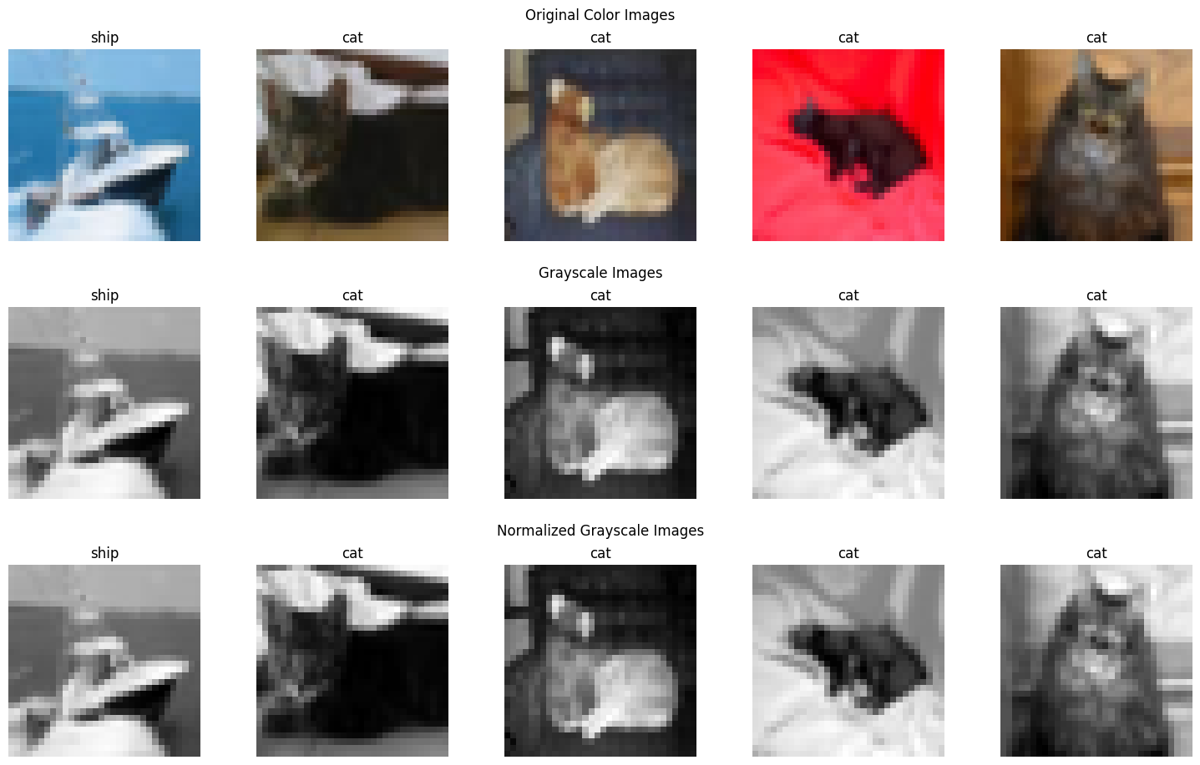 Original Color Images
ship cat cat cat cat
Grayscale Images
ship cat cat cat cat
Normalized Grayscale Images
ship cat cat cat cat